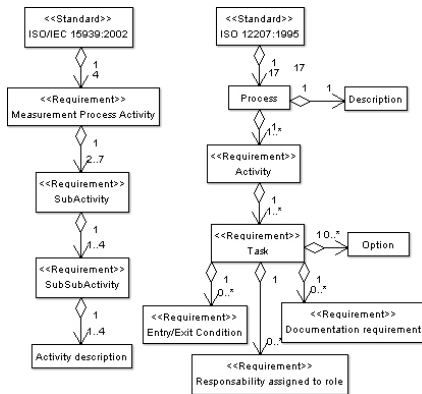 <<Standard>>
ISO/IEC 15939:2002
1
4
<<Requirement>>
Measurement Process Activity
1
2..7
<<Requirement>>
SubActivity
1
1..4
<<Requirement>>
SubSubActivity
1
1..4
Activity description
<<Standard>>
ISO 12207:1995
1
17
17
Process
1
1
Description
1
1..*
<<Requirement>>
Activity
1
1..*
<<Requirement>>
Task
10..*
Option
1
0..*
<<Requirement>>
Entry/Exit Condition
1
0..*
<<Requirement>>
Responsability assigned to role
1
0..*
<<Requirement>>
Documentation requirement